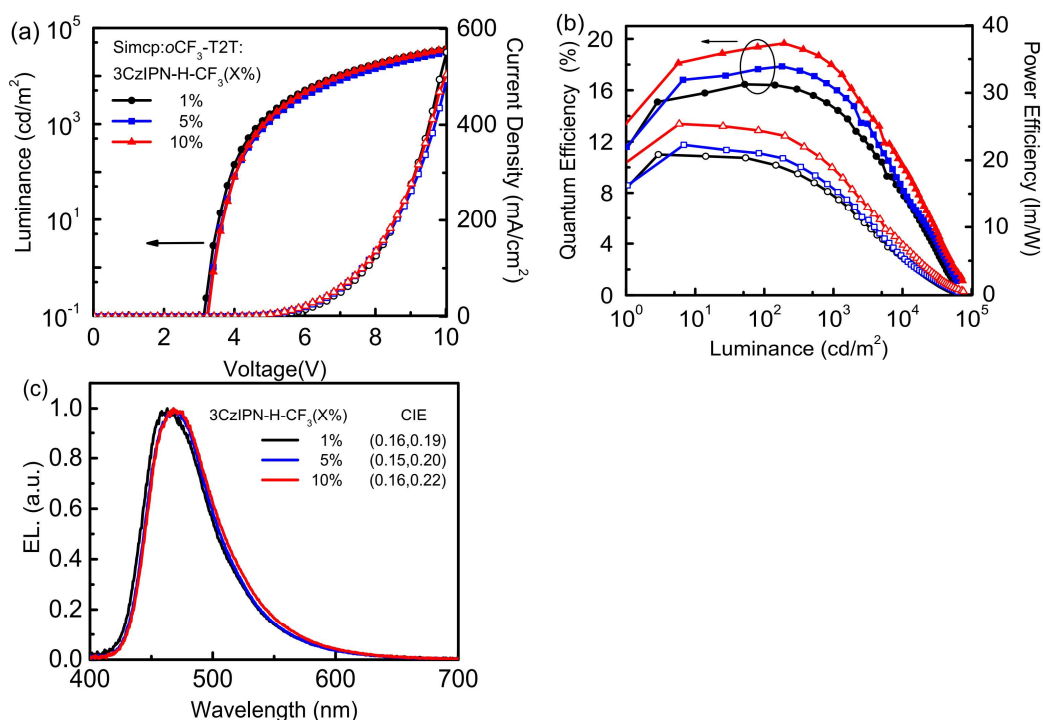 (a)
Simcp:oCF3-T2T:
3CzIPN-H-CF3(X%)
1%
5%
10%
Luminance (cd/m2)
10^5
10^3
10^1
10^-1
0 2 4 6 8 10
Voltage(V)
600
400
200
0
Current Density (mA/cm2)
(b)
Quantum Efficiency (%)
20
16
12
8
4
0
10^0 10^1 10^2 10^3 10^4 10^5
Luminance (cd/m2)
40
30
20
10
0
Power Efficiency (lm/W)
(c)
3CzIPN-H-CF3(X%) CIE
1% (0.16,0.19)
5% (0.15,0.20)
10% (0.16,0.22)
EL. (a.u.)
1.0
0.8
0.6
0.4
0.2
0.0
400 500 600 700
Wavelength (nm)